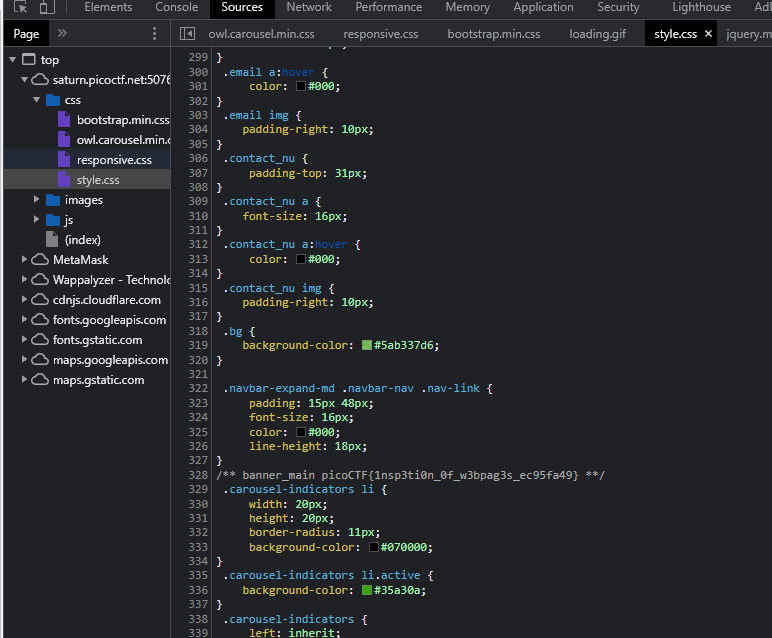 Elements Console Sources Network Performance Memory Application Security Lighthouse
Page » owl.carousel.min.css responsive.css bootstrap.min.css loading.gif style.css × jquery.m
top
saturn.picoctf.net:5076
css
bootstrap.min.css
owl.carousel.min.c
responsive.css
style.css
images
js
(index)
MetaMask
Wappalyzer - Technolo
cdnjs.cloudflare.com
fonts.googleapis.com
fonts.gstatic.com
maps.googleapis.com
maps.gstatic.com
299 }
300 .email a:hover {
301 color: #000;
302 }
303 .email img {
304 padding-right: 10px;
305 }
306 .contact_nu {
307 padding-top: 31px;
308 }
309 .contact_nu a {
310 font-size: 16px;
311 }
312 .contact_nu a:hover {
313 color: #000;
314 }
315 .contact_nu img {
316 padding-right: 10px;
317 }
318 .bg {
319 background-color: #5ab337d6;
320 }
321
322 .navbar-expand-md .navbar-nav .nav-link {
323 padding: 15px 48px;
324 font-size: 16px;
325 color: #000;
326 line-height: 18px;
327 }
328 /** banner_main picoCTF{1nsp3ti0n_0f_w3bpag3s_ec95fa49} **/
329 .carousel-indicators li {
330 width: 20px;
331 height: 20px;
332 border-radius: 11px;
333 background-color: #070000;
334 }
335 .carousel-indicators li.active {
336 background-color: #35a30a;
337 }
338 .carousel-indicators {
339 left: inherit;